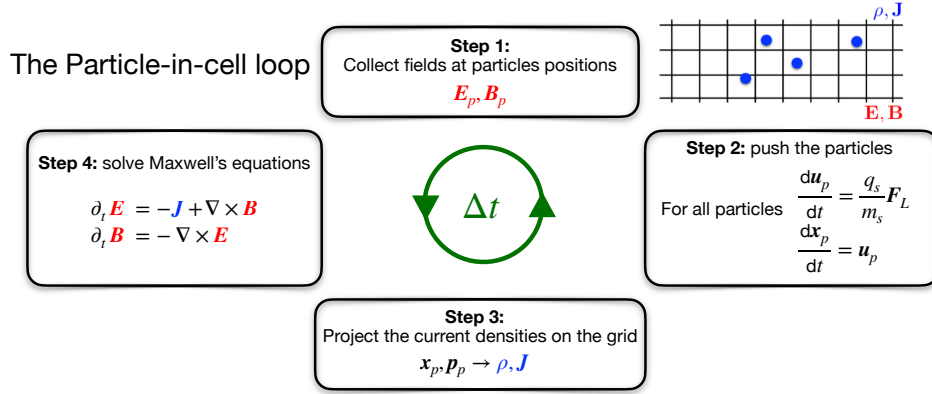 The Particle-in-cell loop
Step 1:
Collect fields at particles positions
E_p, B_p
ρ, J
E, B
Step 2: push the particles
For all particles
du_p/dt = q_s/m_s F_L
dx_p/dt = u_p
Step 3:
Project the current densities on the grid
x_p, p_p → ρ, J
Step 4: solve Maxwell's equations
∂_t E = −J + ∇ × B
∂_t B = − ∇ × E
Δt